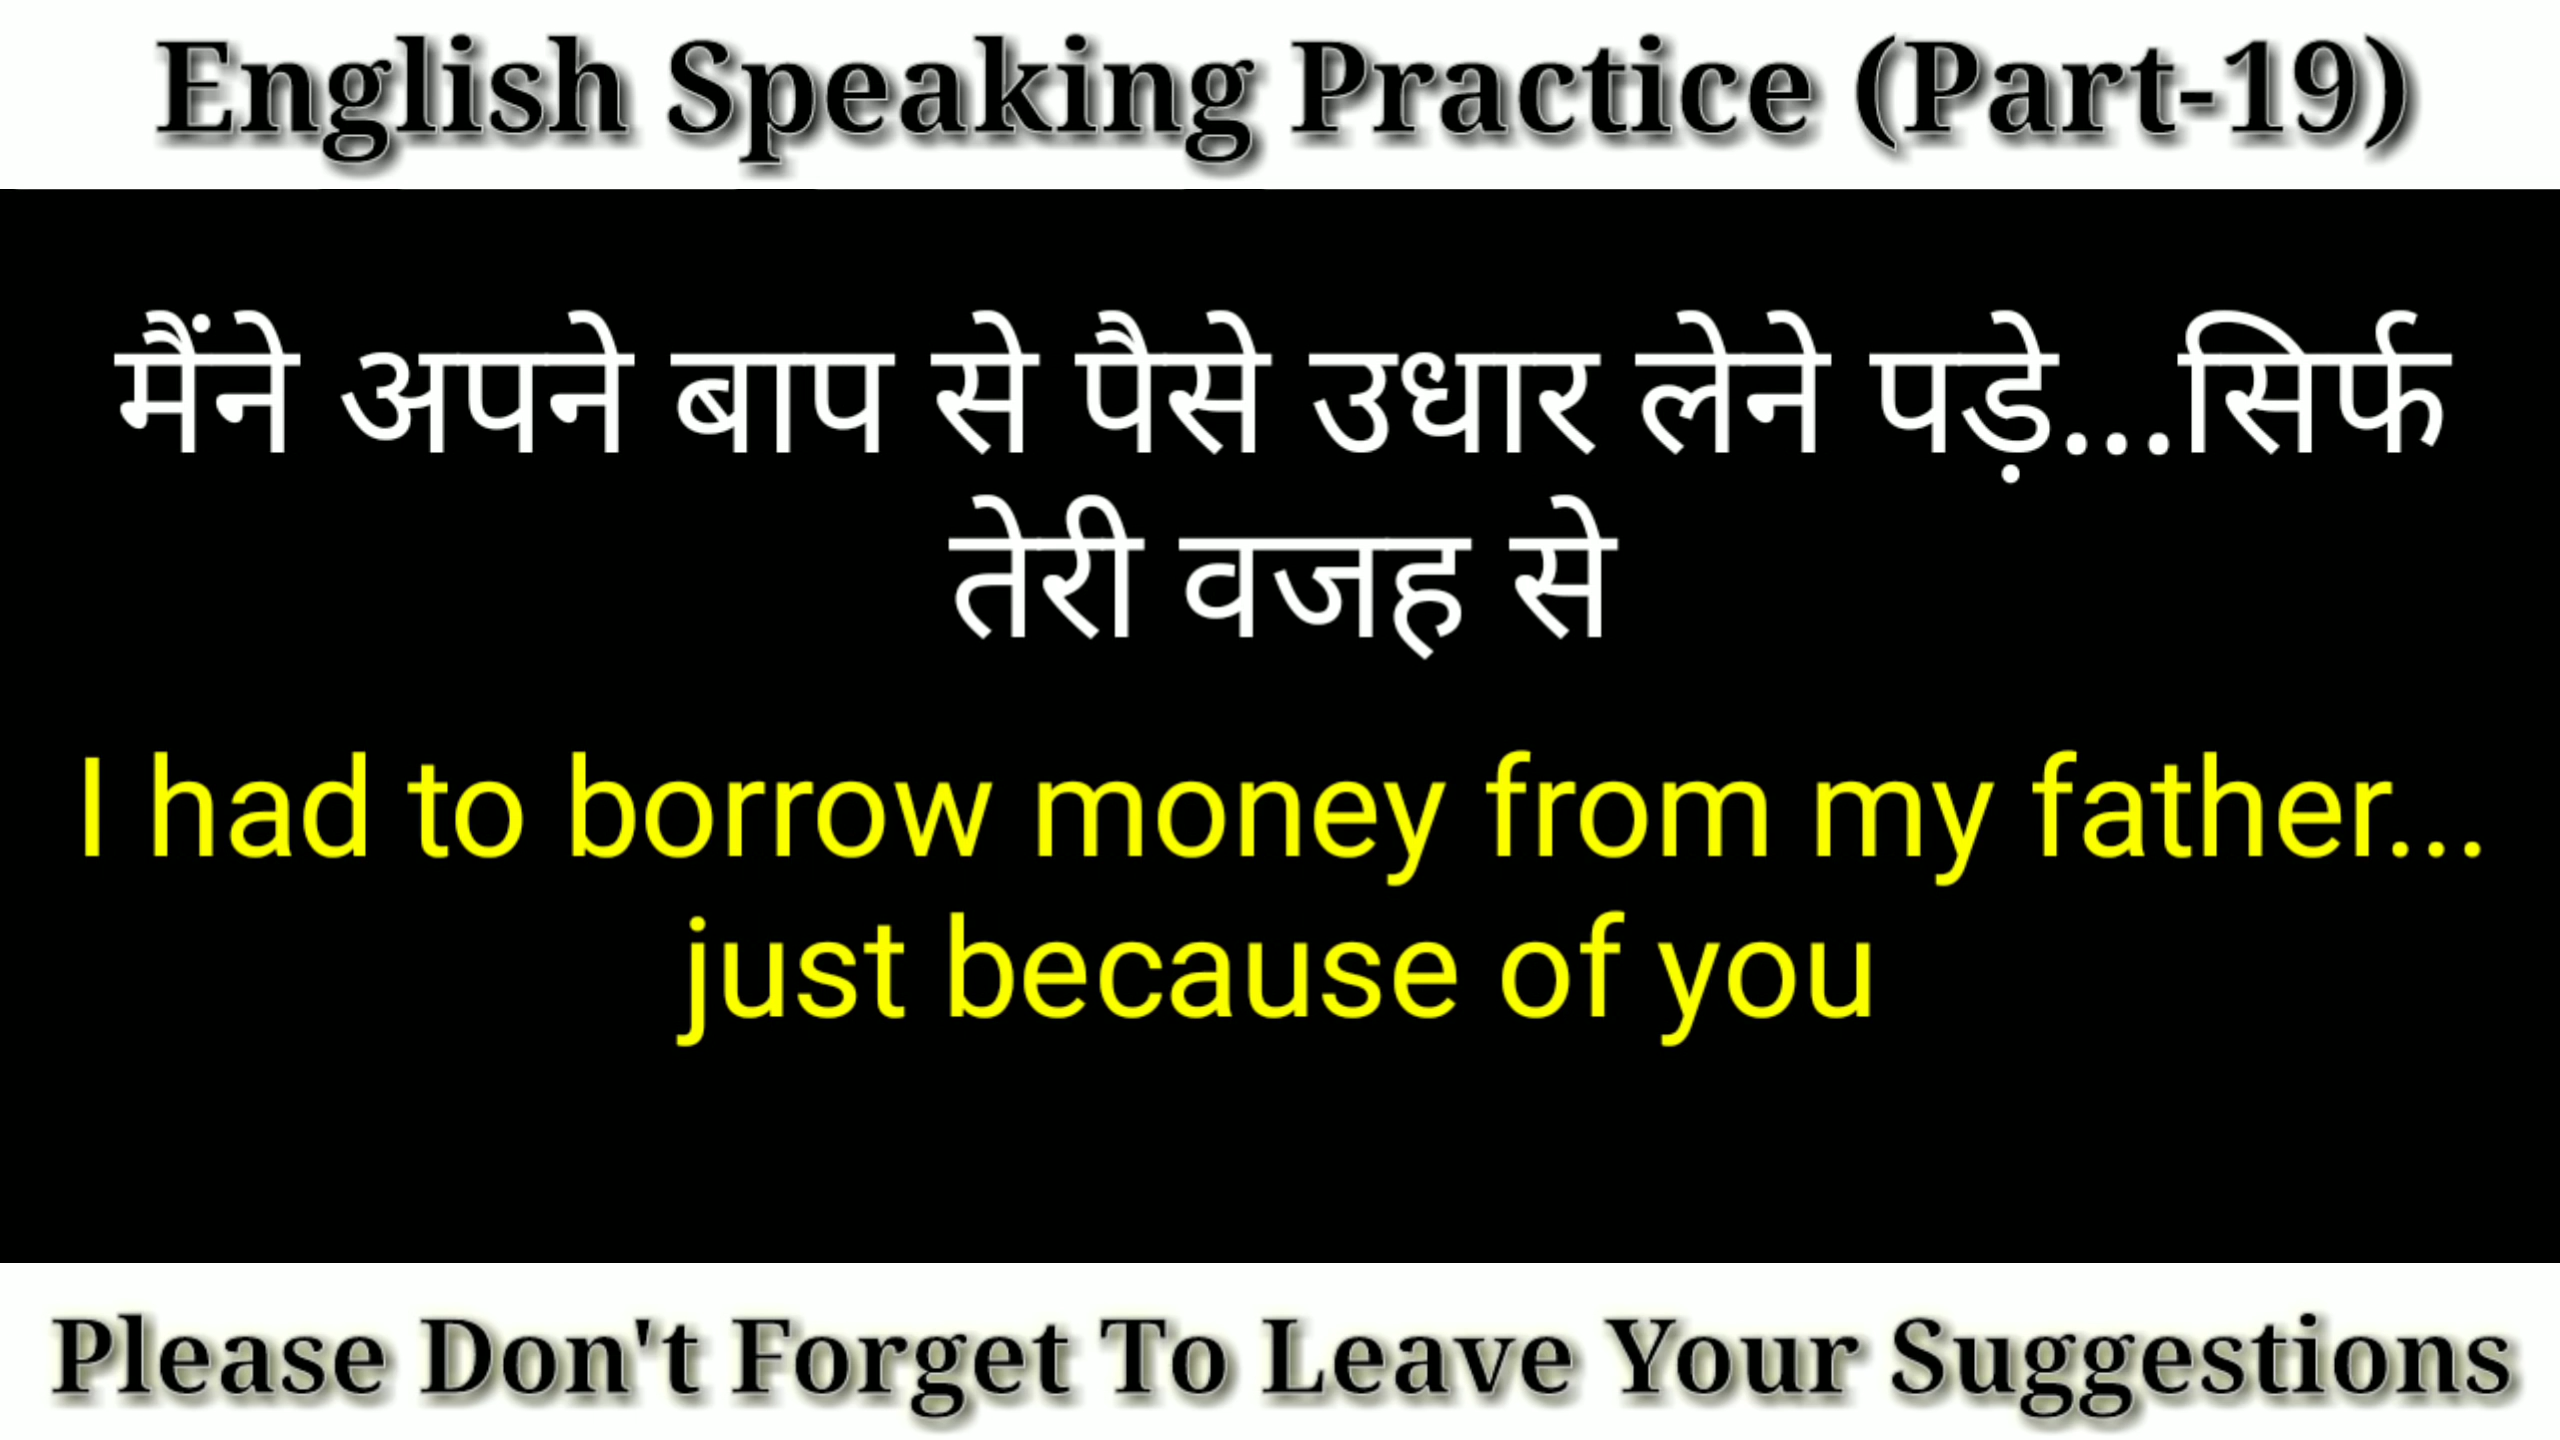 English Speaking Practice (Part-19)
मैंने अपने बाप से पैसे उधार लेने पड़े...सिर्फ
तेरी वजह से
I had to borrow money from my father...
just because of you
Please Don't Forget To Leave Your Suggestions